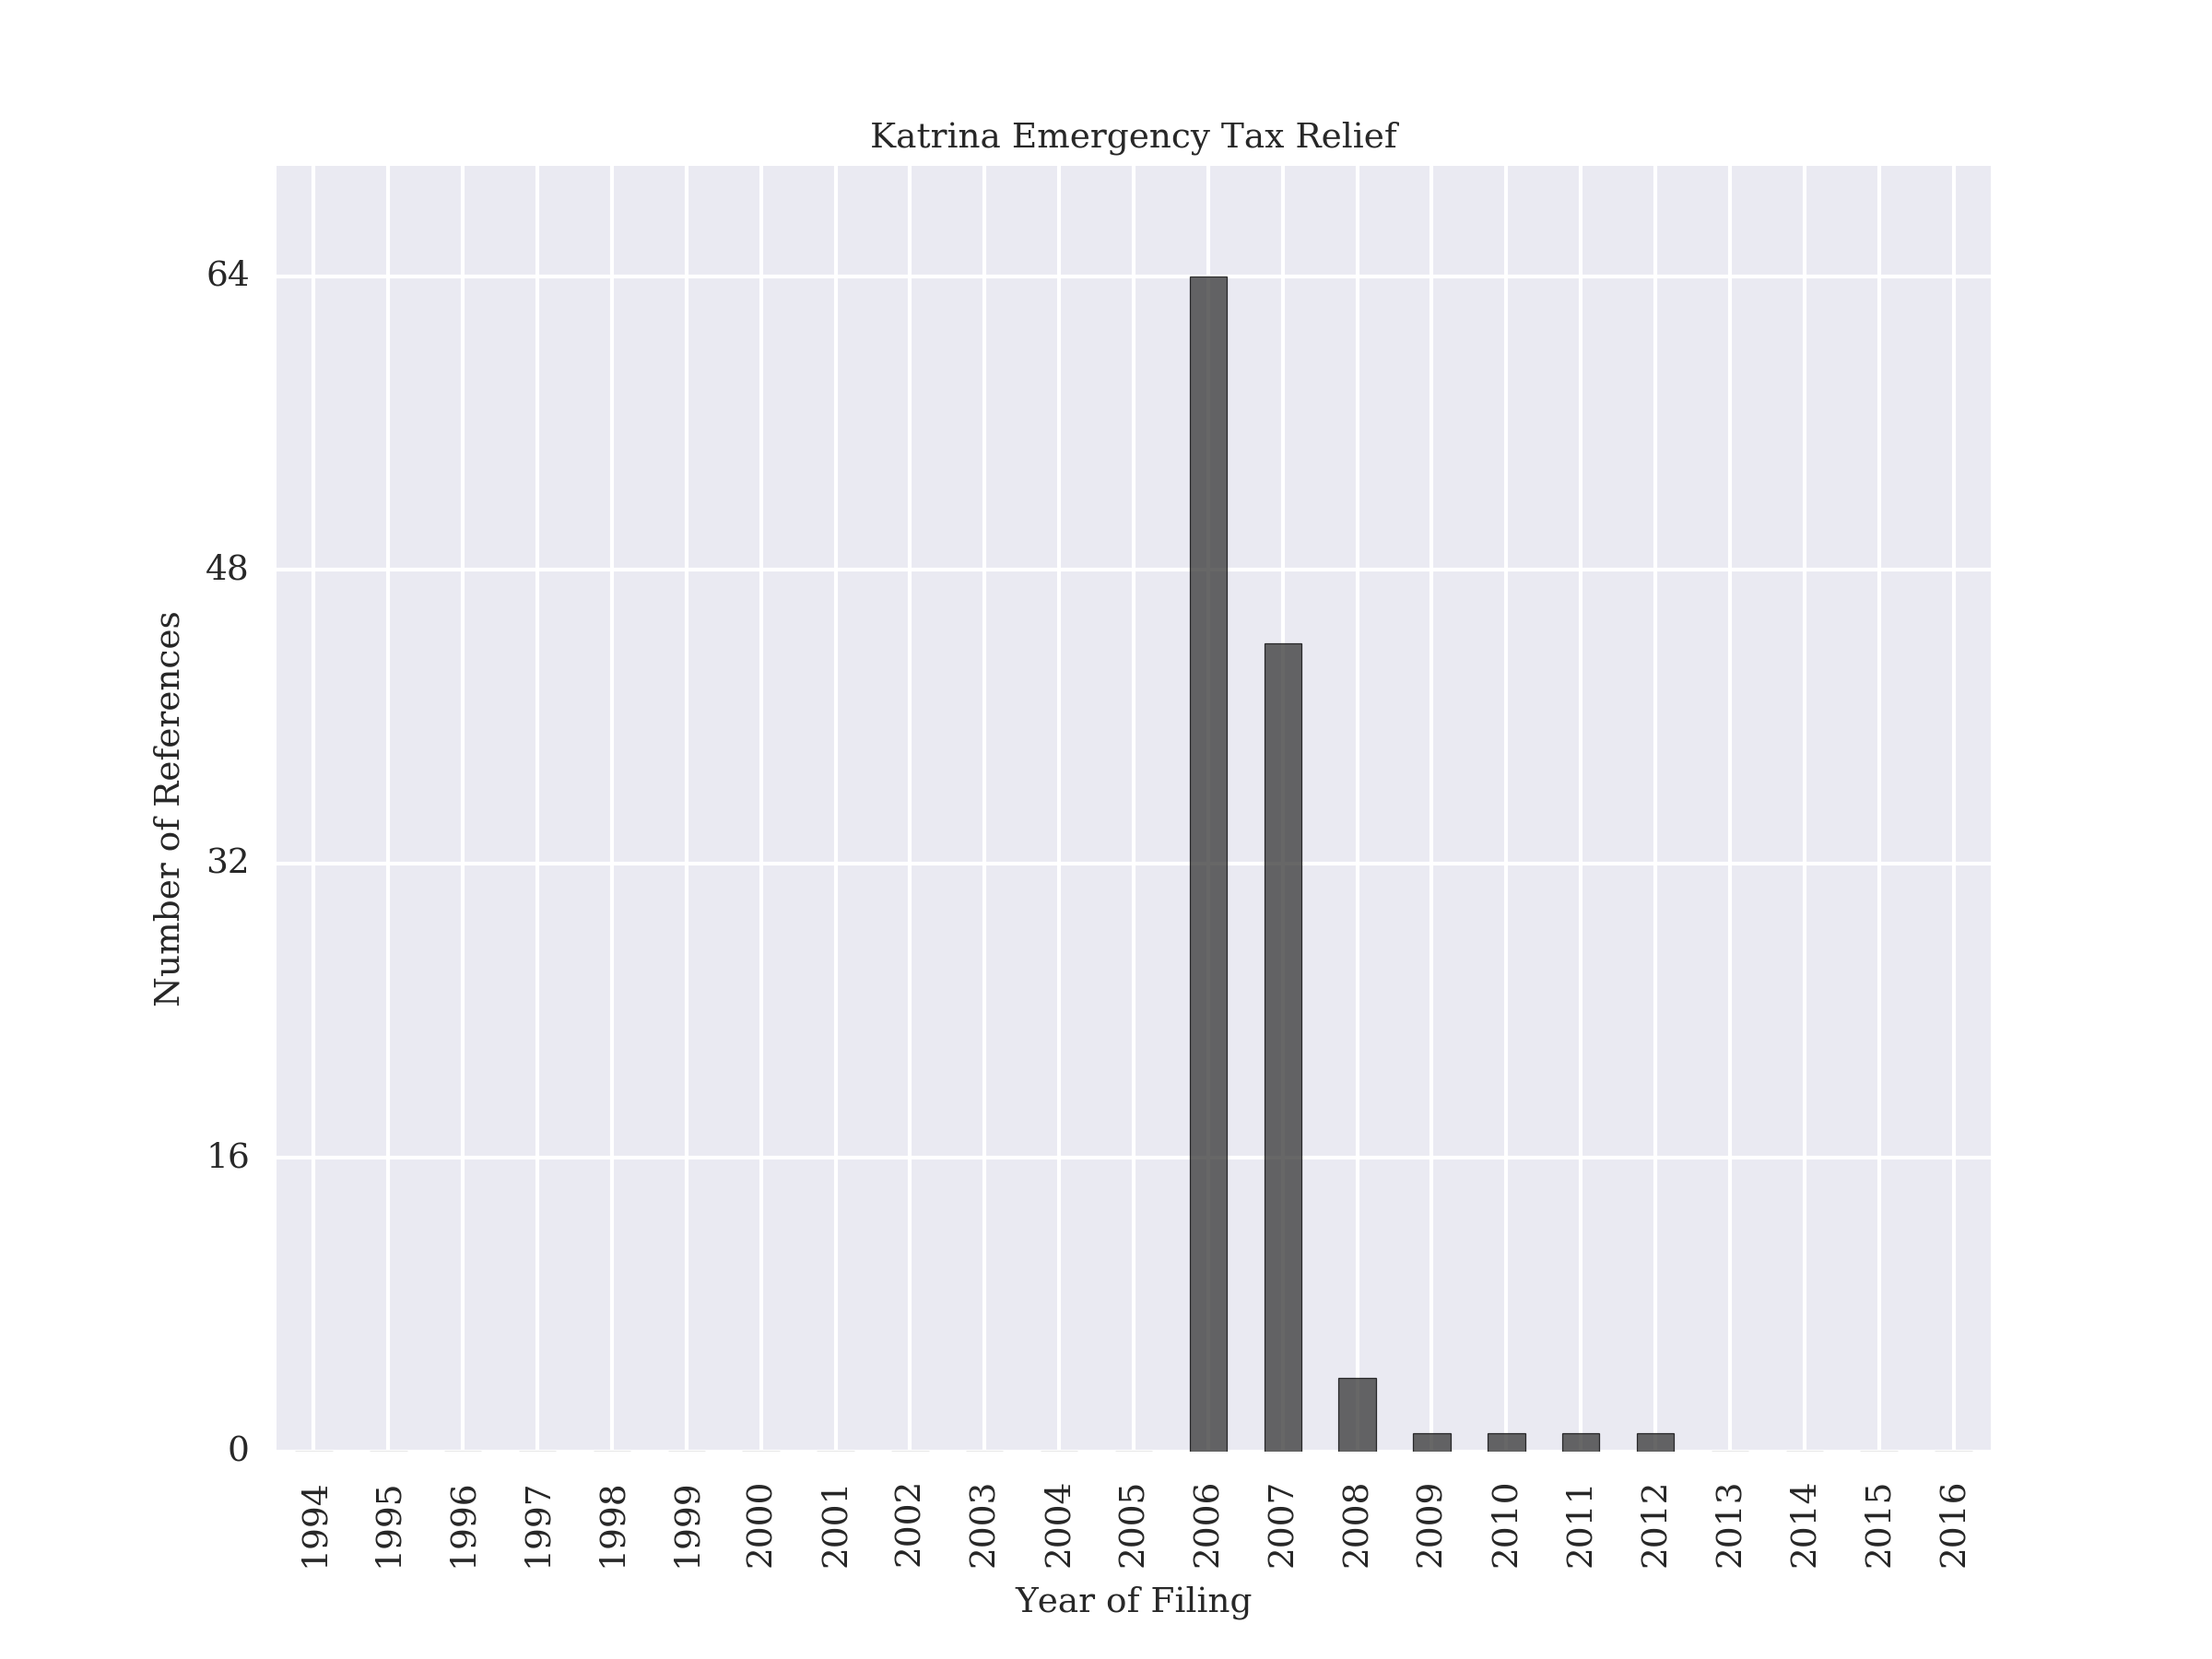 Katrina Emergency Tax Relief
64
48
32
16
0
Number of References
1994 1995 1996 1997 1998 1999 2000 2001 2002 2003 2004 2005 2006 2007 2008 2009 2010 2011 2012 2013 2014 2015 2016
Year of Filing